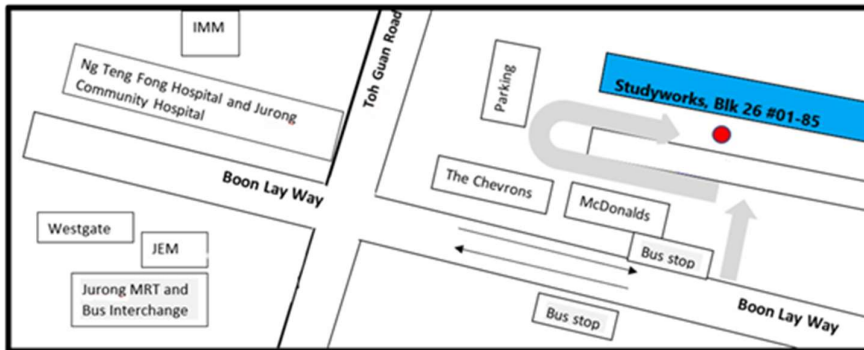 IMM
Ng Teng Fong Hospital and Jurong
Community Hospital
Toh Guan Road
Parking
Studyworks, Blk 26 #01-85
Boon Lay Way
The Chevrons
McDonalds
Westgate
JEM
Bus stop
Jurong MRT and
Bus Interchange
Bus stop
Boon Lay Way